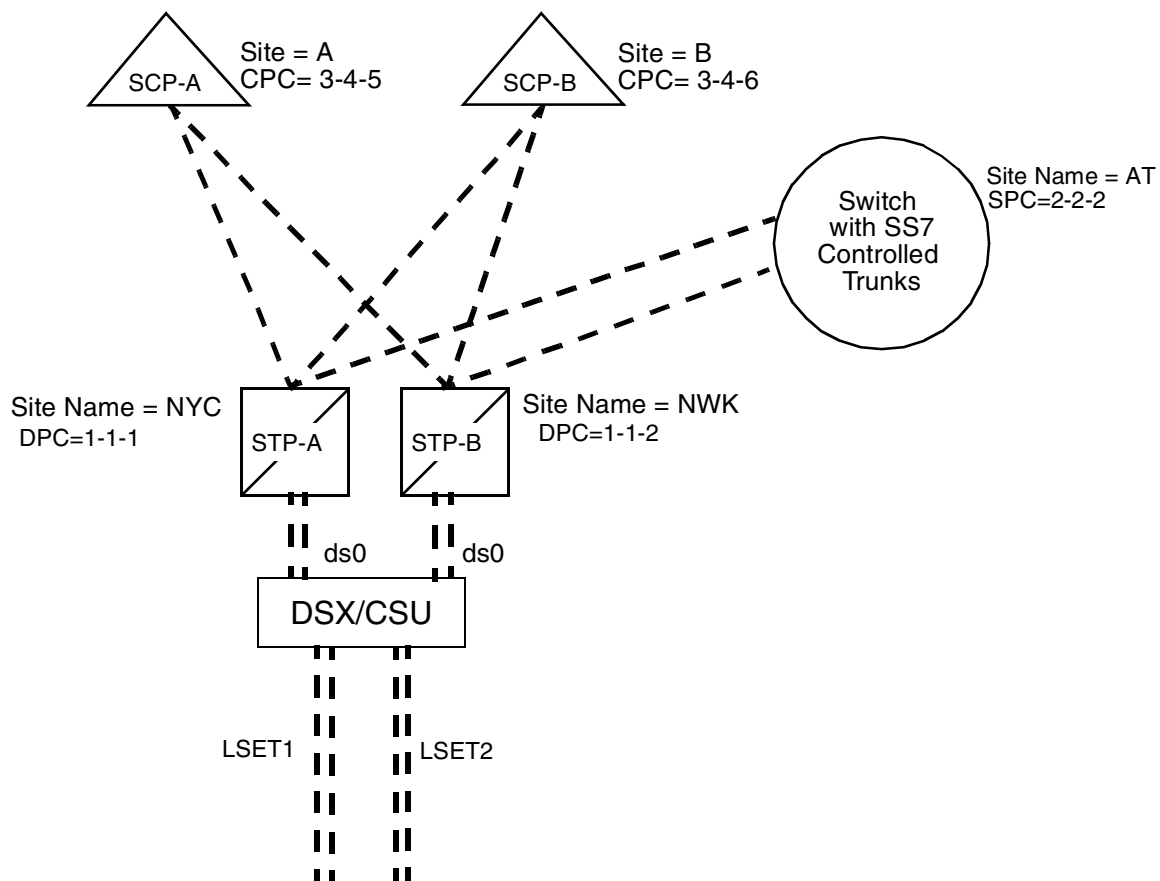 SCP-A
Site = A
CPC= 3-4-5
SCP-B
Site = B
CPC= 3-4-6
Switch
with SS7
Controlled
Trunks
Site Name = AT
SPC=2-2-2
Site Name = NYC
DPC=1-1-1
STP-A
STP-B
Site Name = NWK
DPC=1-1-2
ds0
ds0
DSX/CSU
LSET1
LSET2